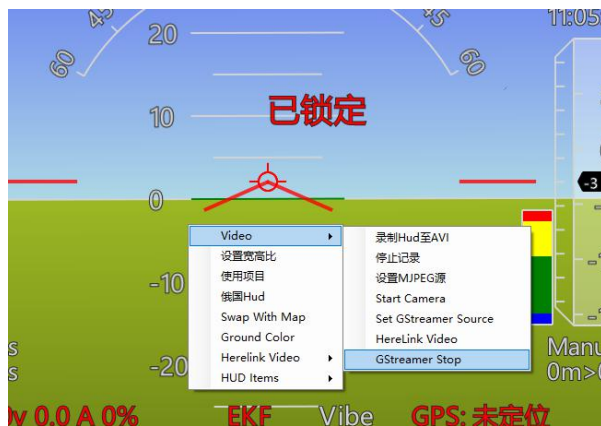 45
45
11:05
20
60
60
已锁定
10
-3
0
Video
录制Hud至AVI
设置宽高比
停止记录
使用项目
设置MJPEG源
-10
俄国Hud
Start Camera
Swap With Map
Set GStreamer Source
Ground Color
HereLink Video
Herelink Video
GStreamer Stop
HUD Items
-20
s
s
Manu
0m>0
0v 0.0 A 0%
EKF
Vibe
GPS: 未定位